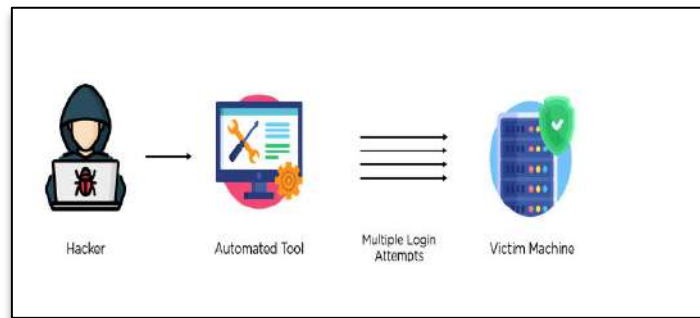 Hacker
Automated Tool
Multiple Login
Attempts
Victim Machine